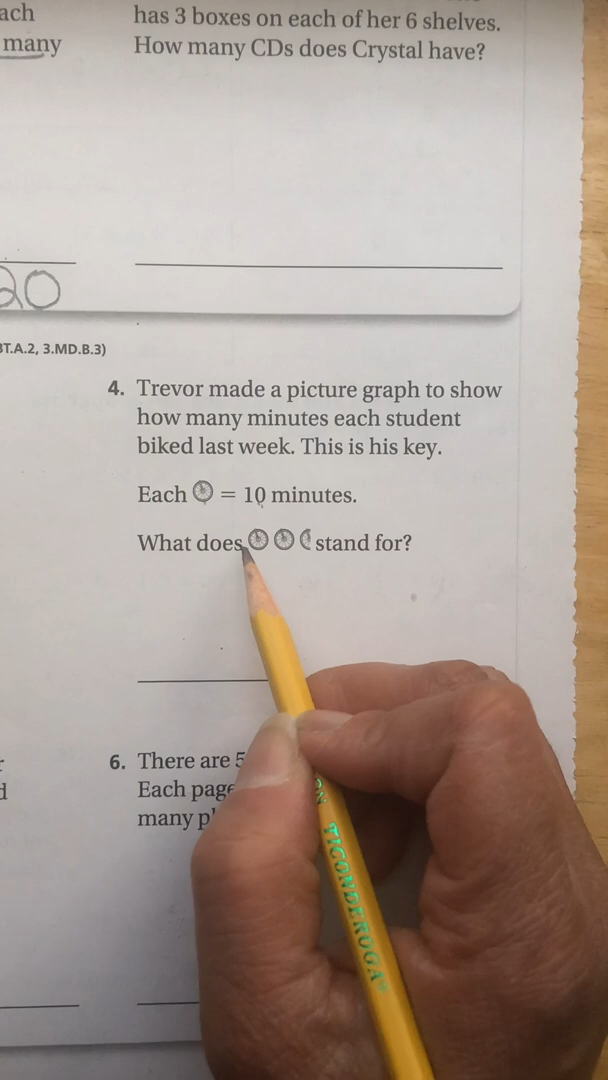 ach
many
has 3 boxes on each of her 6 shelves.
How many CDs does Crystal have?
20
BT.A.2, 3.MD.B.3)
4. Trevor made a picture graph to show
how many minutes each student
biked last week. This is his key.
Each = 10 minutes.
What does stand for?
6. There are 5
Each page
many
TICONDEROGA